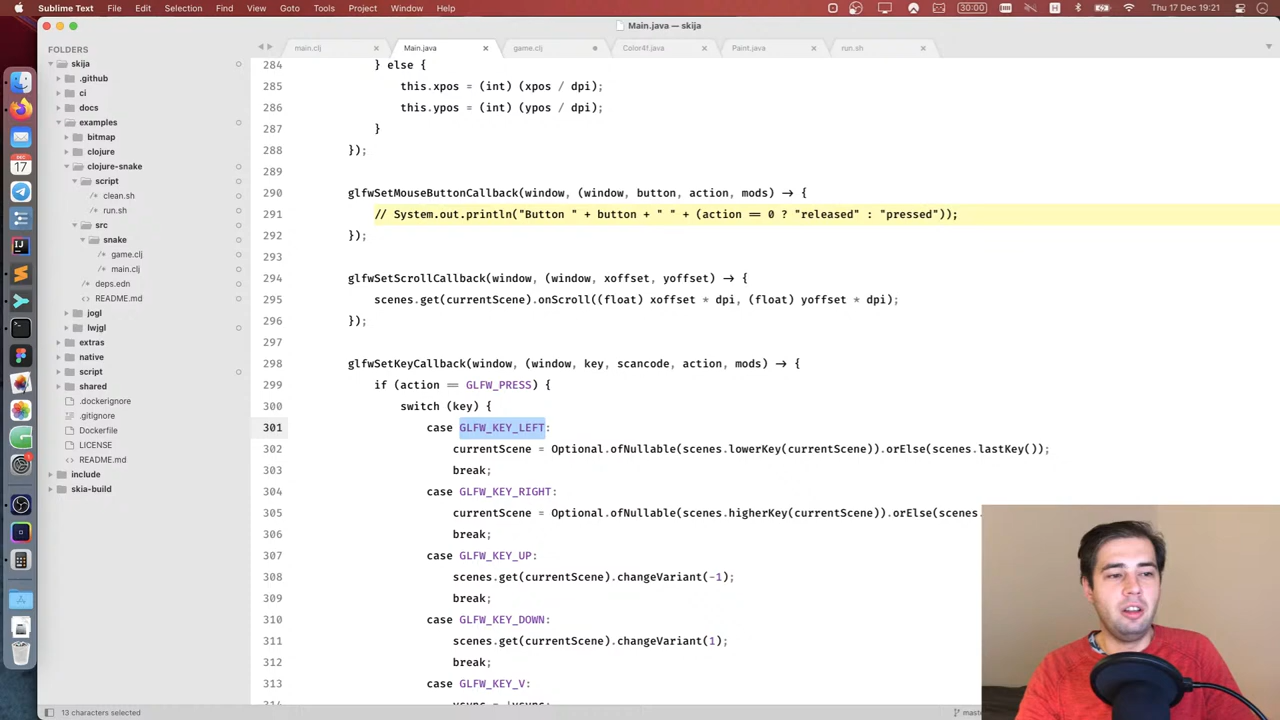 Sublime Text File Edit Selection Find View Goto Tools Project Window Help 30:00 Thu 17 Dec 19:21
Main.java — skija
FOLDERS
skija
.github
ci
docs
examples
bitmap
clojure
clojure-snake
script
clean.sh
run.sh
src
snake
game.clj
main.clj
deps.edn
README.md
jogl
lwjgl
extras
native
script
shared
.dockerignore
.gitignore
Dockerfile
LICENSE
README.md
include
skia-build
main.clj Main.java game.clj Color4f.java Paint.java run.sh
284 } else {
285 this.xpos = (int) (xpos / dpi);
286 this.ypos = (int) (ypos / dpi);
287 }
288 });
289
290 glfwSetMouseButtonCallback(window, (window, button, action, mods) -> {
291 // System.out.println("Button " + button + " " + (action == 0 ? "released" : "pressed"));
292 });
293
294 glfwSetScrollCallback(window, (window, xoffset, yoffset) -> {
295 scenes.get(currentScene).onScroll((float) xoffset * dpi, (float) yoffset * dpi);
296 });
297
298 glfwSetKeyCallback(window, (window, key, scancode, action, mods) -> {
299 if (action == GLFW_PRESS) {
300 switch (key) {
301 case GLFW_KEY_LEFT:
302 currentScene = Optional.ofNullable(scenes.lowerKey(currentScene)).orElse(scenes.lastKey());
303 break;
304 case GLFW_KEY_RIGHT:
305 currentScene = Optional.ofNullable(scenes.higherKey(currentScene)).orElse(scenes.
306 break;
307 case GLFW_KEY_UP:
308 scenes.get(currentScene).changeVariant(-1);
309 break;
310 case GLFW_KEY_DOWN:
311 scenes.get(currentScene).changeVariant(1);
312 break;
313 case GLFW_KEY_V:
13 characters selected